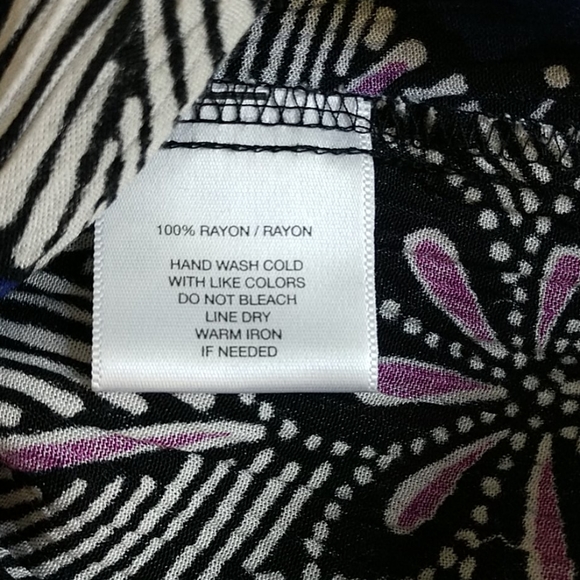 100% RAYON / RAYON
HAND WASH COLD
WITH LIKE COLORS
DO NOT BLEACH
LINE DRY
WARM IRON
IF NEEDED